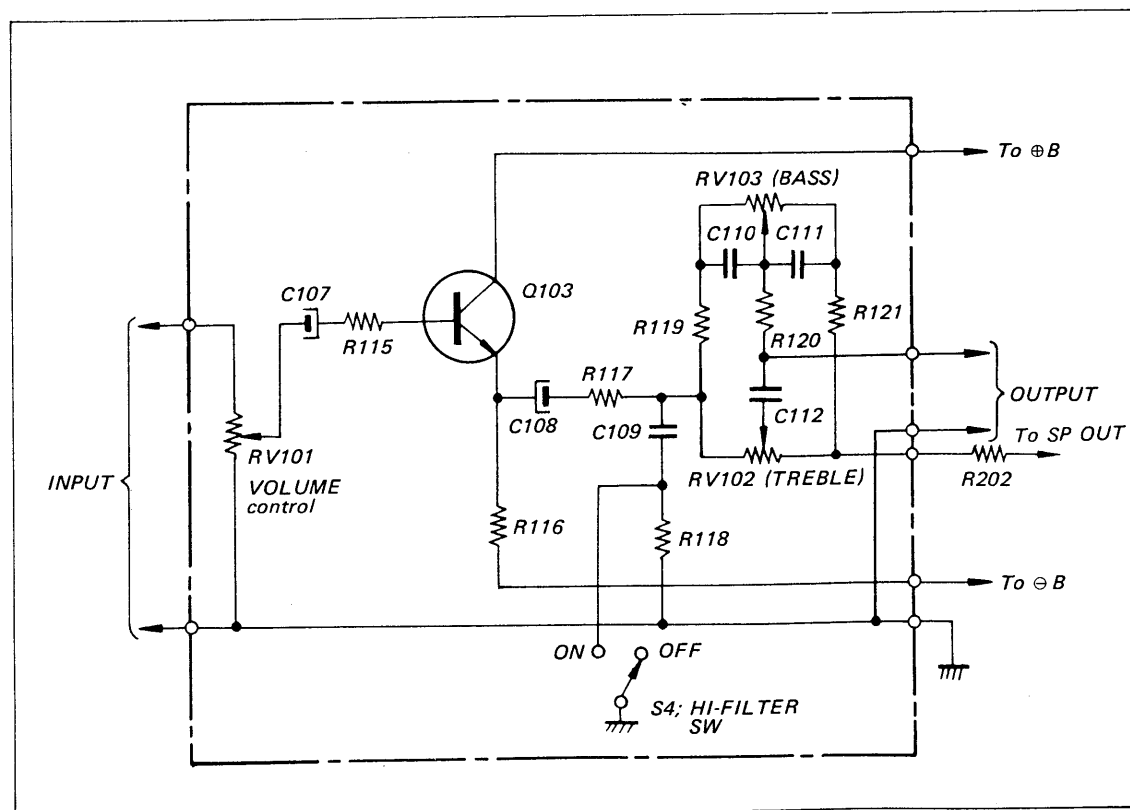 To ⊕B
RV103 (BASS)
C110
C111
C107
Q103
R115
R119
R120
R121
R117
C108
C109
C112
OUTPUT
To SP OUT
RV101
RV102 (TREBLE)
R202
INPUT
VOLUME
control
R116
R118
To ⊖B
ON
OFF
S4; HI-FILTER
SW